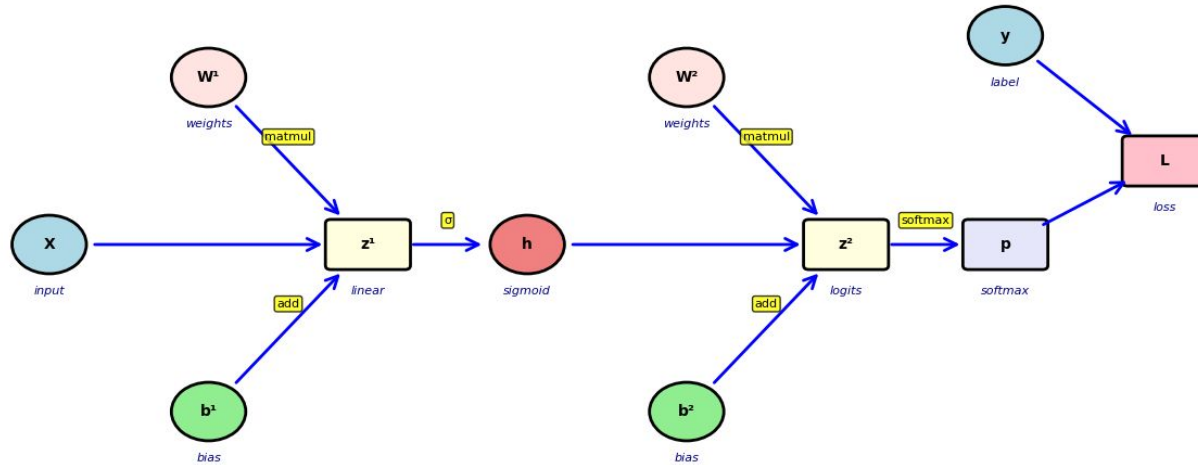 y
label
W¹
weights
W²
weights
matmul
matmul
L
loss
X
input
z¹
linear
σ
h
sigmoid
z²
logits
softmax
p
softmax
add
add
b¹
bias
b²
bias